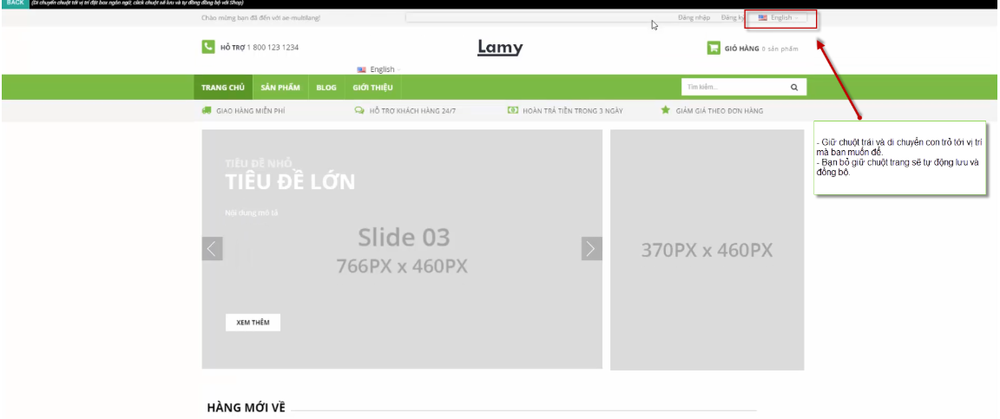 BACK (Di chuyển chuột tới vị trí đặt box ngôn ngữ, click chuột sẽ lưu và tự động đồng bộ với Shop)
Chào mừng bạn đã đến với ae-multilang!
Đăng nhập Đăng ký English
HỖ TRỢ 1 800 123 1234
Lamy
GIỎ HÀNG 0 sản phẩm
English
TRANG CHỦ SẢN PHẨM BLOG GIỚI THIỆU
Tìm kiếm...
GIAO HÀNG MIỄN PHÍ HỖ TRỢ KHÁCH HÀNG 24/7 HOÀN TRẢ TIỀN TRONG 3 NGÀY GIẢM GIÁ THEO ĐƠN HÀNG
- Giữ chuột trái và di chuyển con trỏ tới vị trí
mà bạn muốn để.
- Bạn bỏ giữ chuột trang sẽ tự động lưu và
đồng bộ.
TIÊU ĐỀ NHỎ
TIÊU ĐỀ LỚN
Nội dung mô tả
Slide 03
766PX x 460PX
370PX x 460PX
XEM THÊM
HÀNG MỚI VỀ